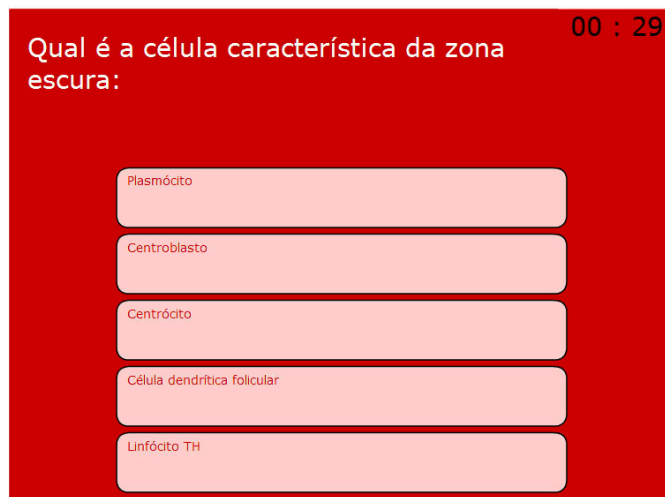 00 : 29
Qual é a célula característica da zona
escura:
Plasmócito
Centroblasto
Centrócito
Célula dendrítica folicular
Linfócito TH